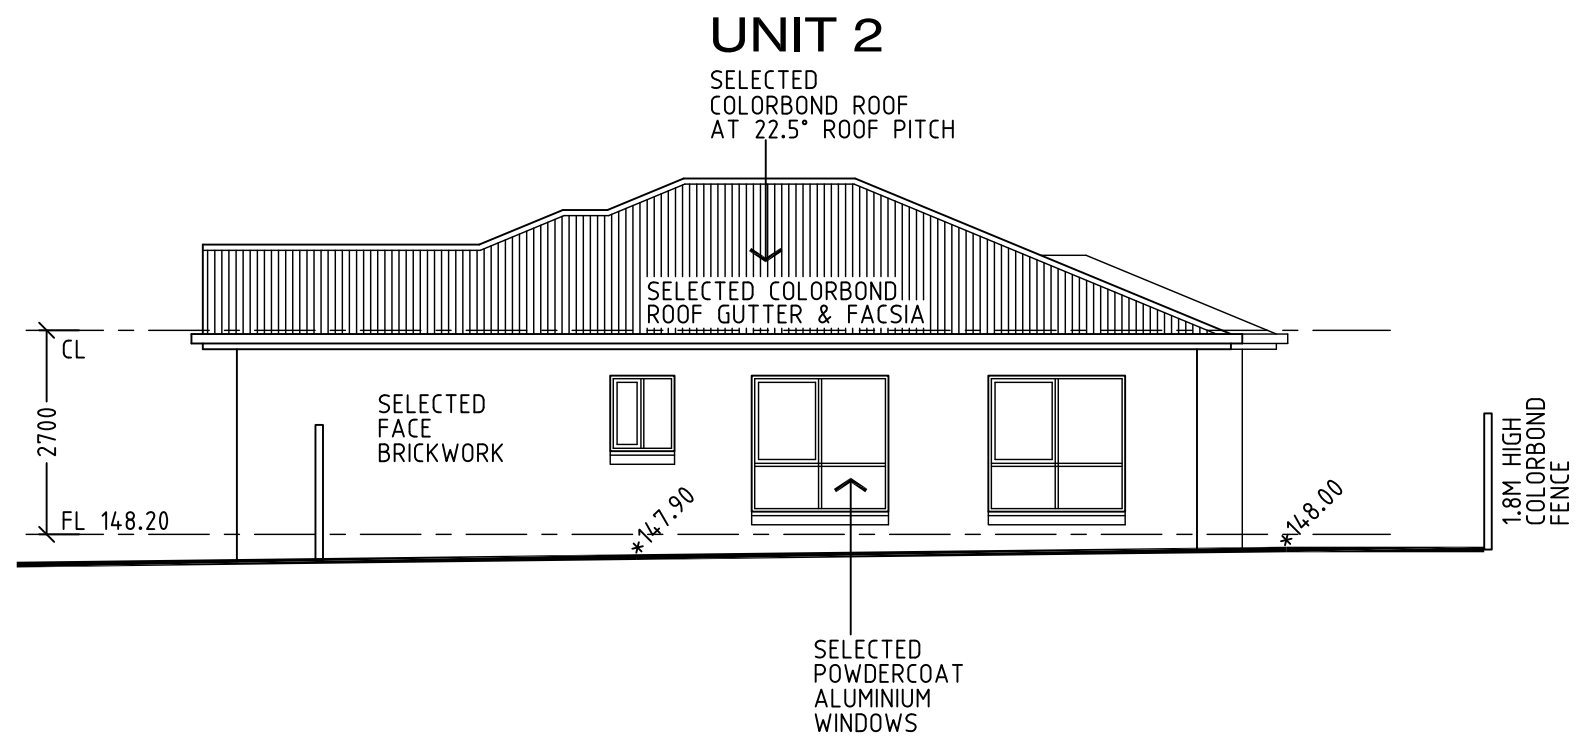 UNIT 2
SELECTED
COLORBOND ROOF
AT 22.5° ROOF PITCH
SELECTED COLORBOND
ROOF GUTTER & FACSIA
CL
2700
SELECTED
FACE
BRICKWORK
FL 148.20
*147.90
*148.00
1.8M HIGH
COLORBOND
FENCE
SELECTED
POWDERCOAT
ALUMINIUM
WINDOWS